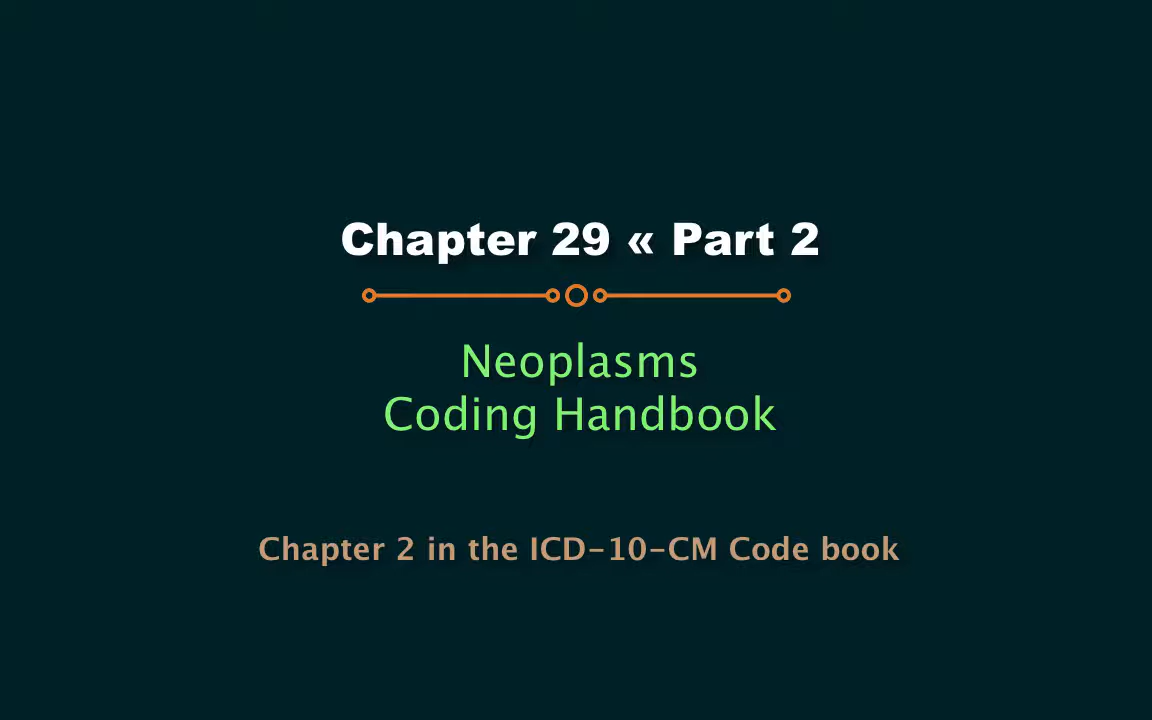 Chapter 29 « Part 2
Neoplasms
Coding Handbook
Chapter 2 in the ICD-10-CM Code book